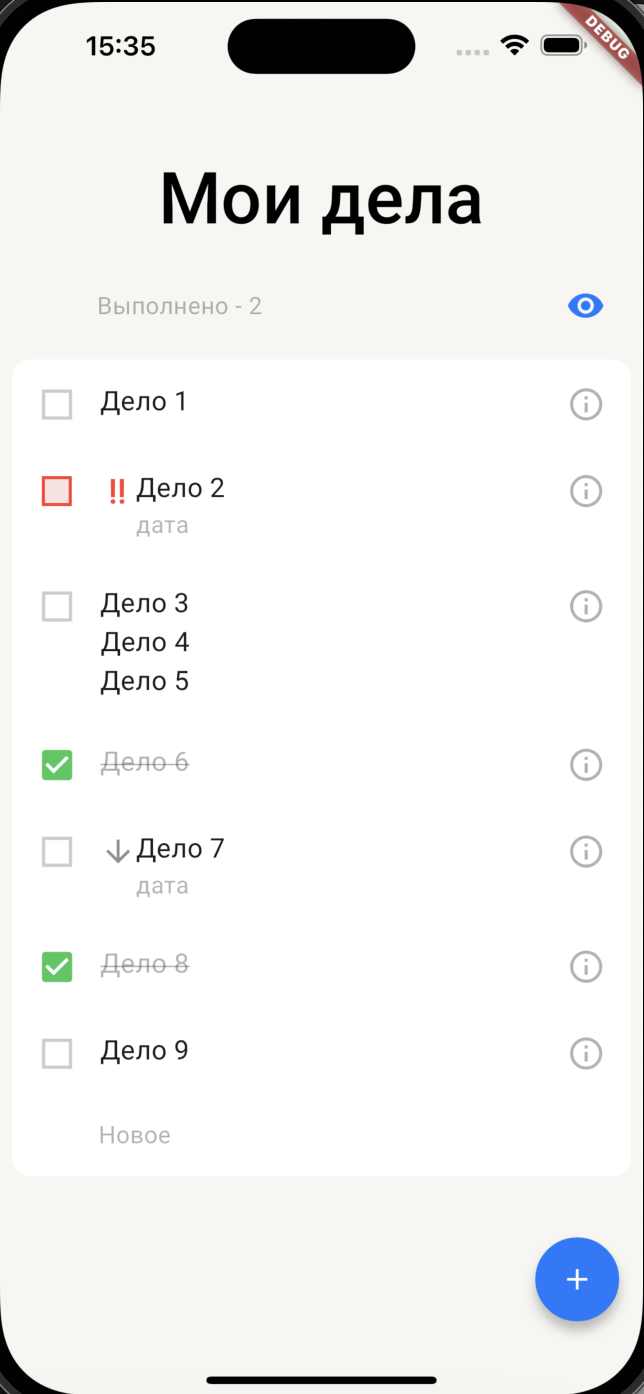 15:35
DEBUG
Мои дела
Выполнено - 2
Дело 1
‼ Дело 2
дата
Дело 3
Дело 4
Дело 5
Дело 6
Дело 7
дата
Дело 8
Дело 9
Новое